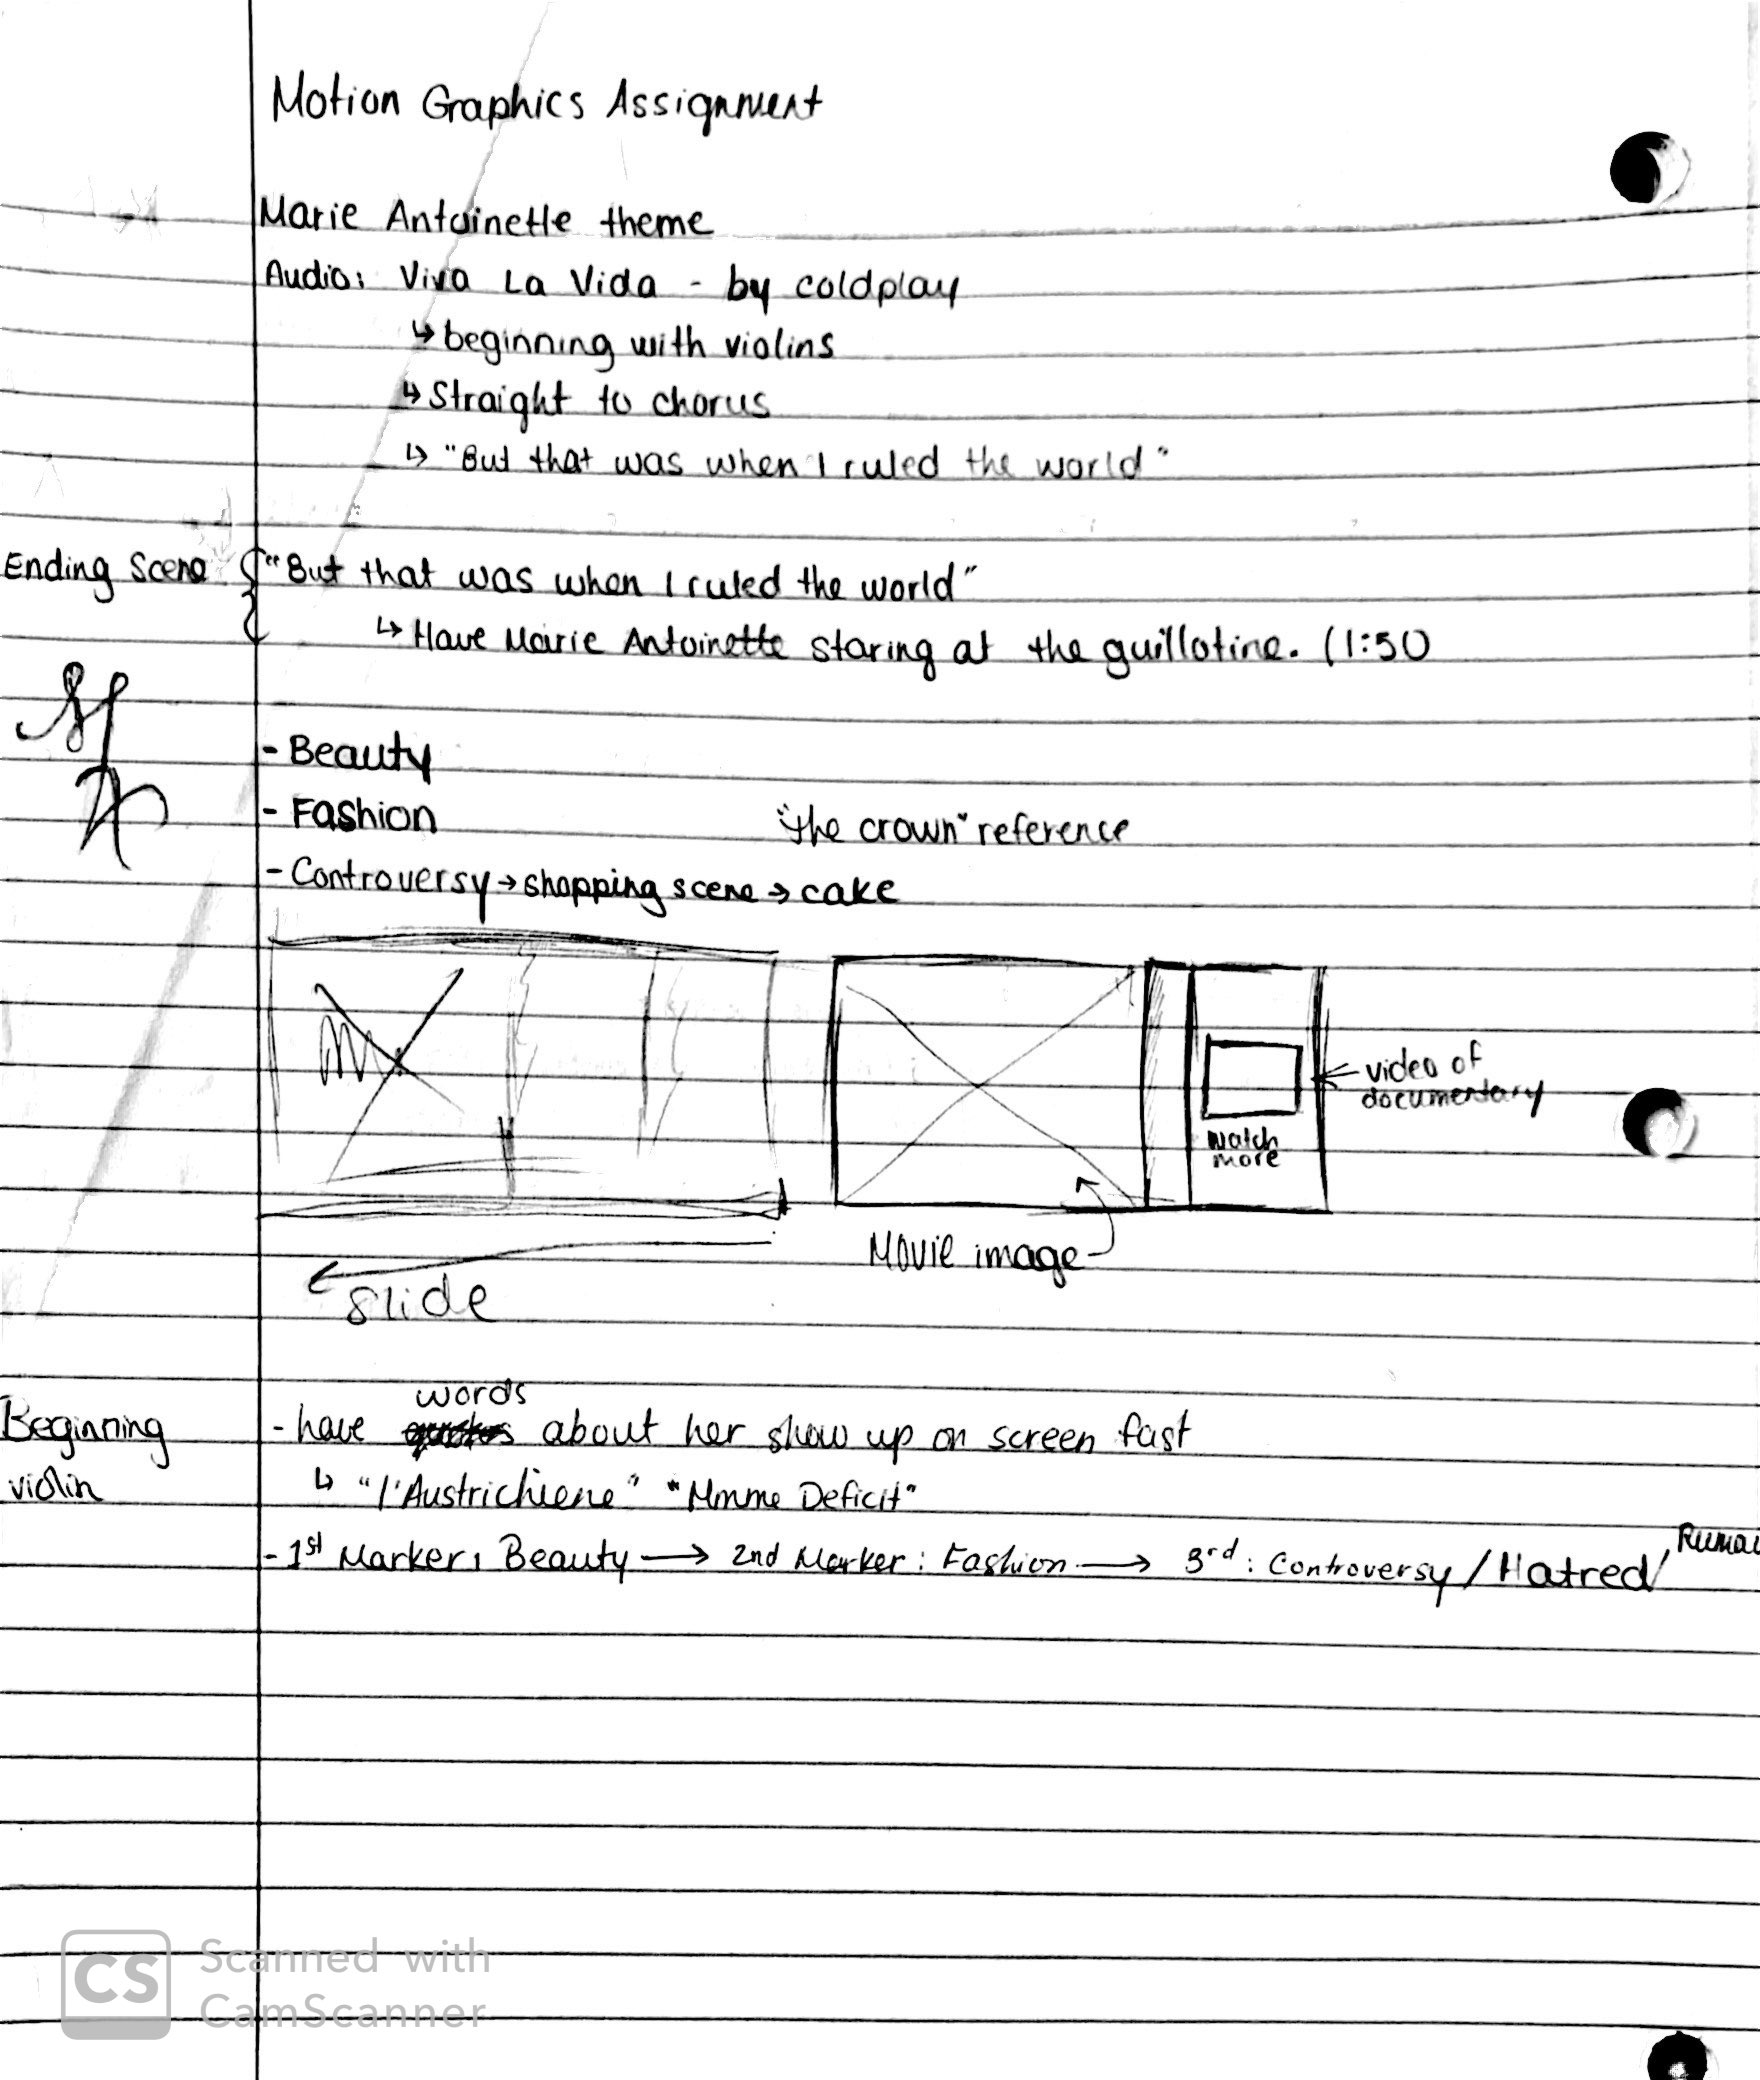 Motion Graphics Assignment
Marie Antoinette theme
Audio: Viva La Vida - by coldplay
↳ beginning with violins
↳ Straight to chorus
↳ "But that was when I ruled the world"
Ending Scene { "But that was when I ruled the world"
↳ Have Marie Antoinette staring at the guillotine. (1:50
- Beauty
- Fashion
"the crown" reference
- Controversy → shopping scene → cake
← video of
documentary
watch
more
Movie image
slide
words
Beginning - have about her show up on screen fast
violin ↳ "l'Austrichiene" "Mmme Deficit"
- 1st Marker: Beauty → 2nd Marker: Fashion → 3rd: Controversy / Hatred/
CS Scanned with
CamScanner